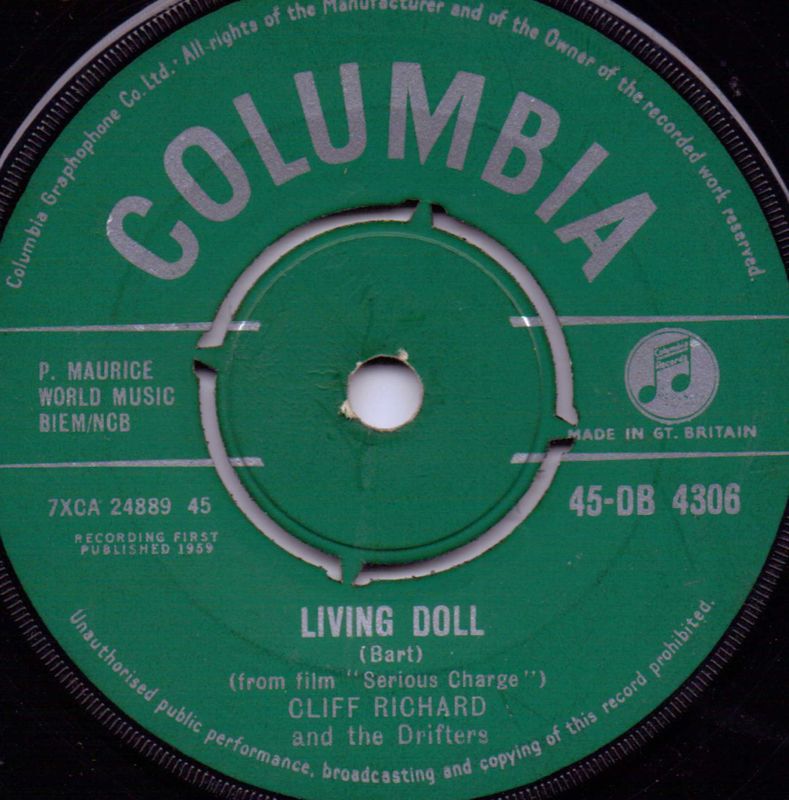 Columbia Graphophone Co. Ltd. · All rights of the Manufacturer and of the Owner of the recorded work reserved.
COLUMBIA
P. MAURICE
WORLD MUSIC
BIEM/NCB
Columbia
Records
MADE IN GT. BRITAIN
7XCA 24889 45
45-DB 4306
RECORDING FIRST
PUBLISHED 1959
LIVING DOLL
(Bart)
(from film "Serious Charge")
CLIFF RICHARD
and the Drifters
Unauthorised public performance, broadcasting and copying of this record prohibited.